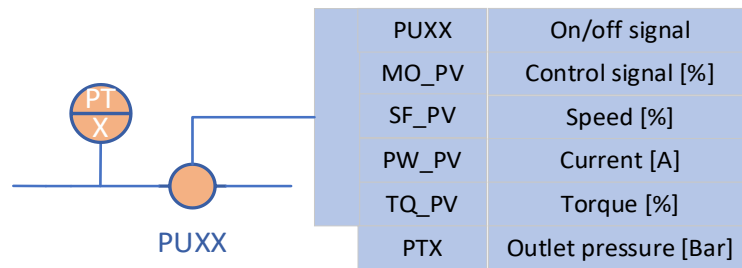 PUXX On/off signal
MO_PV Control signal [%]
PT
X
SF_PV Speed [%]
PW_PV Current [A]
TQ_PV Torque [%]
PUXX
PTX Outlet pressure [Bar]